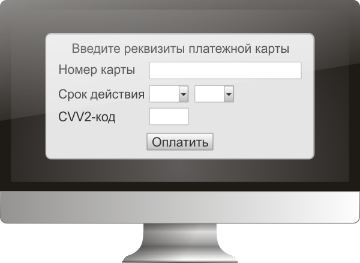 Введите реквизиты платежной карты
Номер карты
Срок действия
CVV2-код
Оплатить